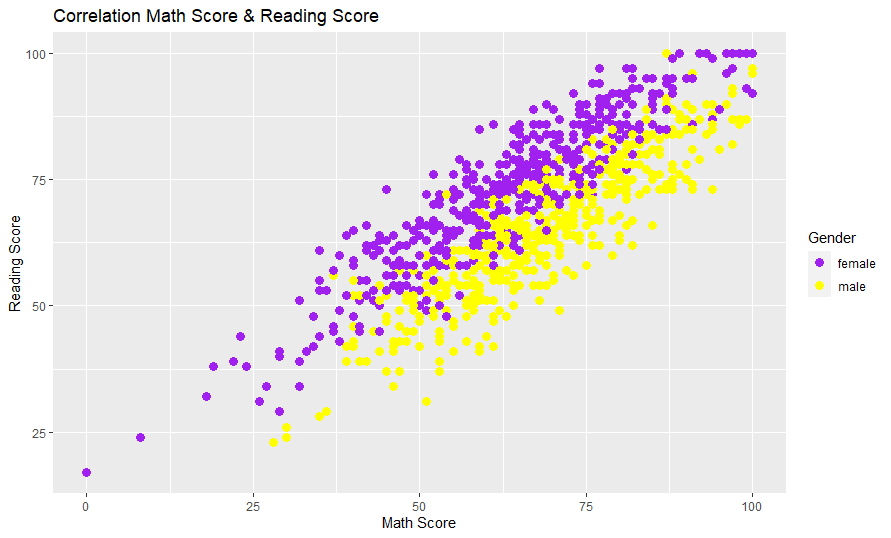 Correlation Math Score & Reading Score
100
75
50
25
Reading Score
0
25
50
75
100
Math Score
Gender
female
male